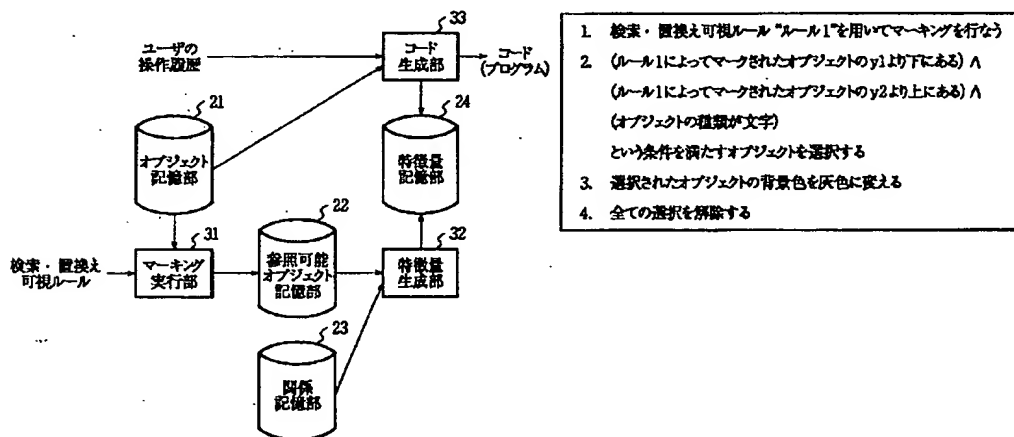 33
ユーザの
操作履歴
コード
生成部
コード
(プログラム)
21
24
オブジェクト
記憶部
特徴量
記憶部
22
31
32
検索・置換え
可視ルール
マーキング
実行部
参照可能
オブジェクト
記憶部
特徴量
生成部
23
関係
記憶部
1. 検索・置換え可視ルール “ルール1”を用いてマーキングを行なう
2. (ルール1によってマークされたオブジェクトのy1より下にある) ∧
(ルール1によってマークされたオブジェクトのy2より上にある) ∧
(オブジェクトの種類が文字)
という条件を満たすオブジェクトを選択する
3. 選択されたオブジェクトの背景色を灰色に変える
4. 全ての選択を解除する